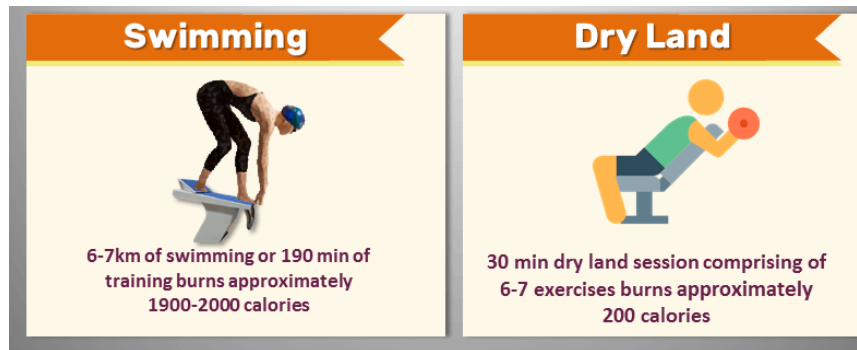 Swimming
6-7km of swimming or 190 min of
training burns approximately
1900-2000 calories
Dry Land
30 min dry land session comprising of
6-7 exercises burns approximately
200 calories